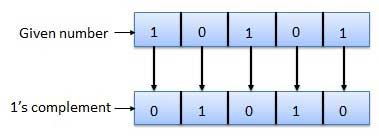 Given number 1 0 1 0 1
1's complement 0 1 0 1 0